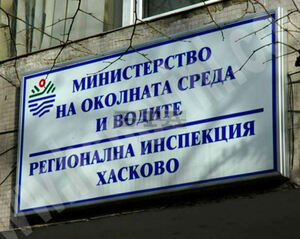 МИНИСТЕРСТВО
НА ОКОЛНАТА СРЕДА
И ВОДИТЕ
РЕГИОНАЛНА ИНСПЕКЦИЯ
ХАСКОВО